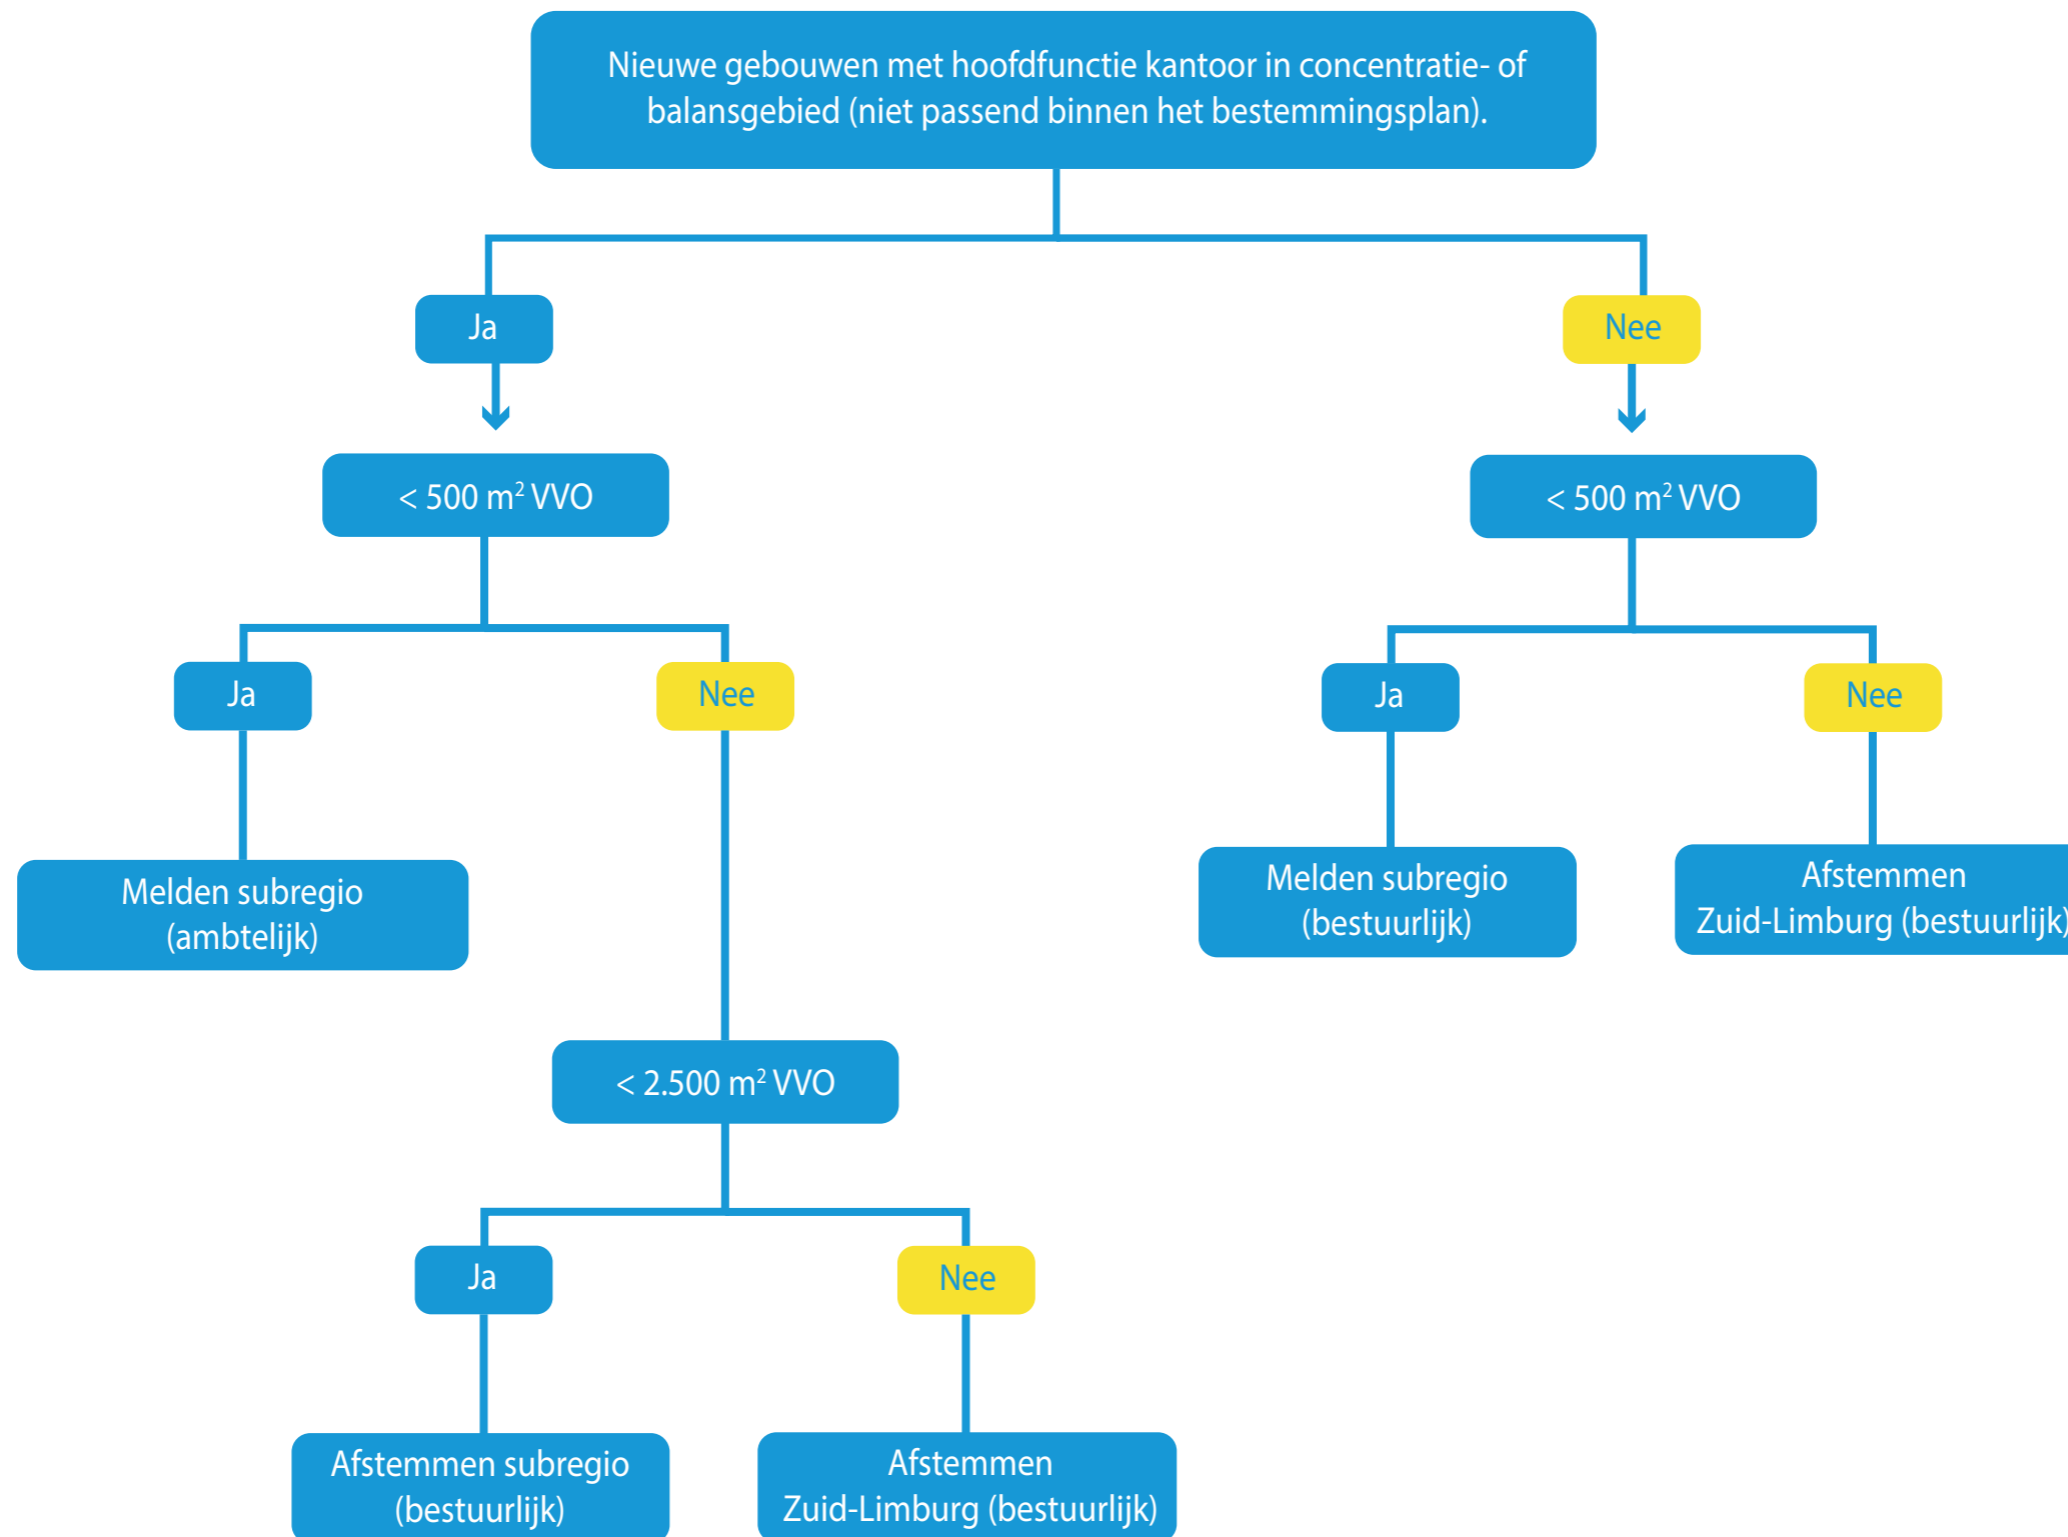 Nieuwe gebouwen met hoofdfunctie kantoor in concentratie- of
balansgebied (niet passend binnen het bestemmingsplan).
Ja
Nee
< 500 m² VVO
< 500 m² VVO
Ja
Nee
Ja
Nee
Melden subregio
(ambtelijk)
Melden subregio
(bestuurlijk)
Afstemmen
Zuid-Limburg (bestuurlijk)
< 2.500 m² VVO
Ja
Nee
Afstemmen subregio
(bestuurlijk)
Afstemmen
Zuid-Limburg (bestuurlijk)